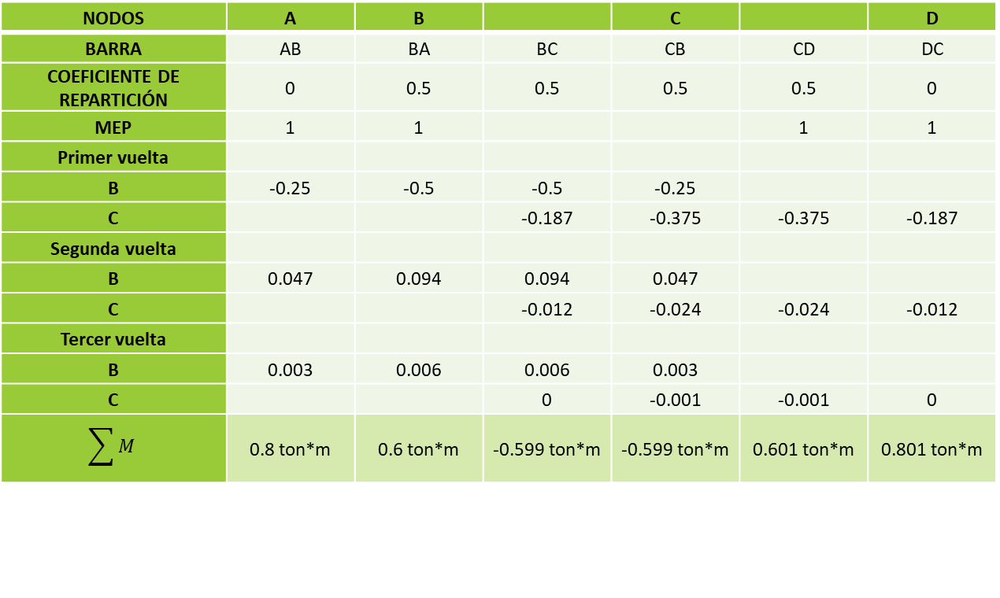 NODOS A B C D
BARRA AB BA BC CB CD DC
COEFICIENTE DE
REPARTICIÓN 0 0.5 0.5 0.5 0.5 0
MEP 1 1 1 1
Primer vuelta
B -0.25 -0.5 -0.5 -0.25
C -0.187 -0.375 -0.375 -0.187
Segunda vuelta
B 0.047 0.094 0.094 0.047
C -0.012 -0.024 -0.024 -0.012
Tercer vuelta
B 0.003 0.006 0.006 0.003
C 0 -0.001 -0.001 0
∑ M 0.8 ton*m 0.6 ton*m -0.599 ton*m -0.599 ton*m 0.601 ton*m 0.801 ton*m